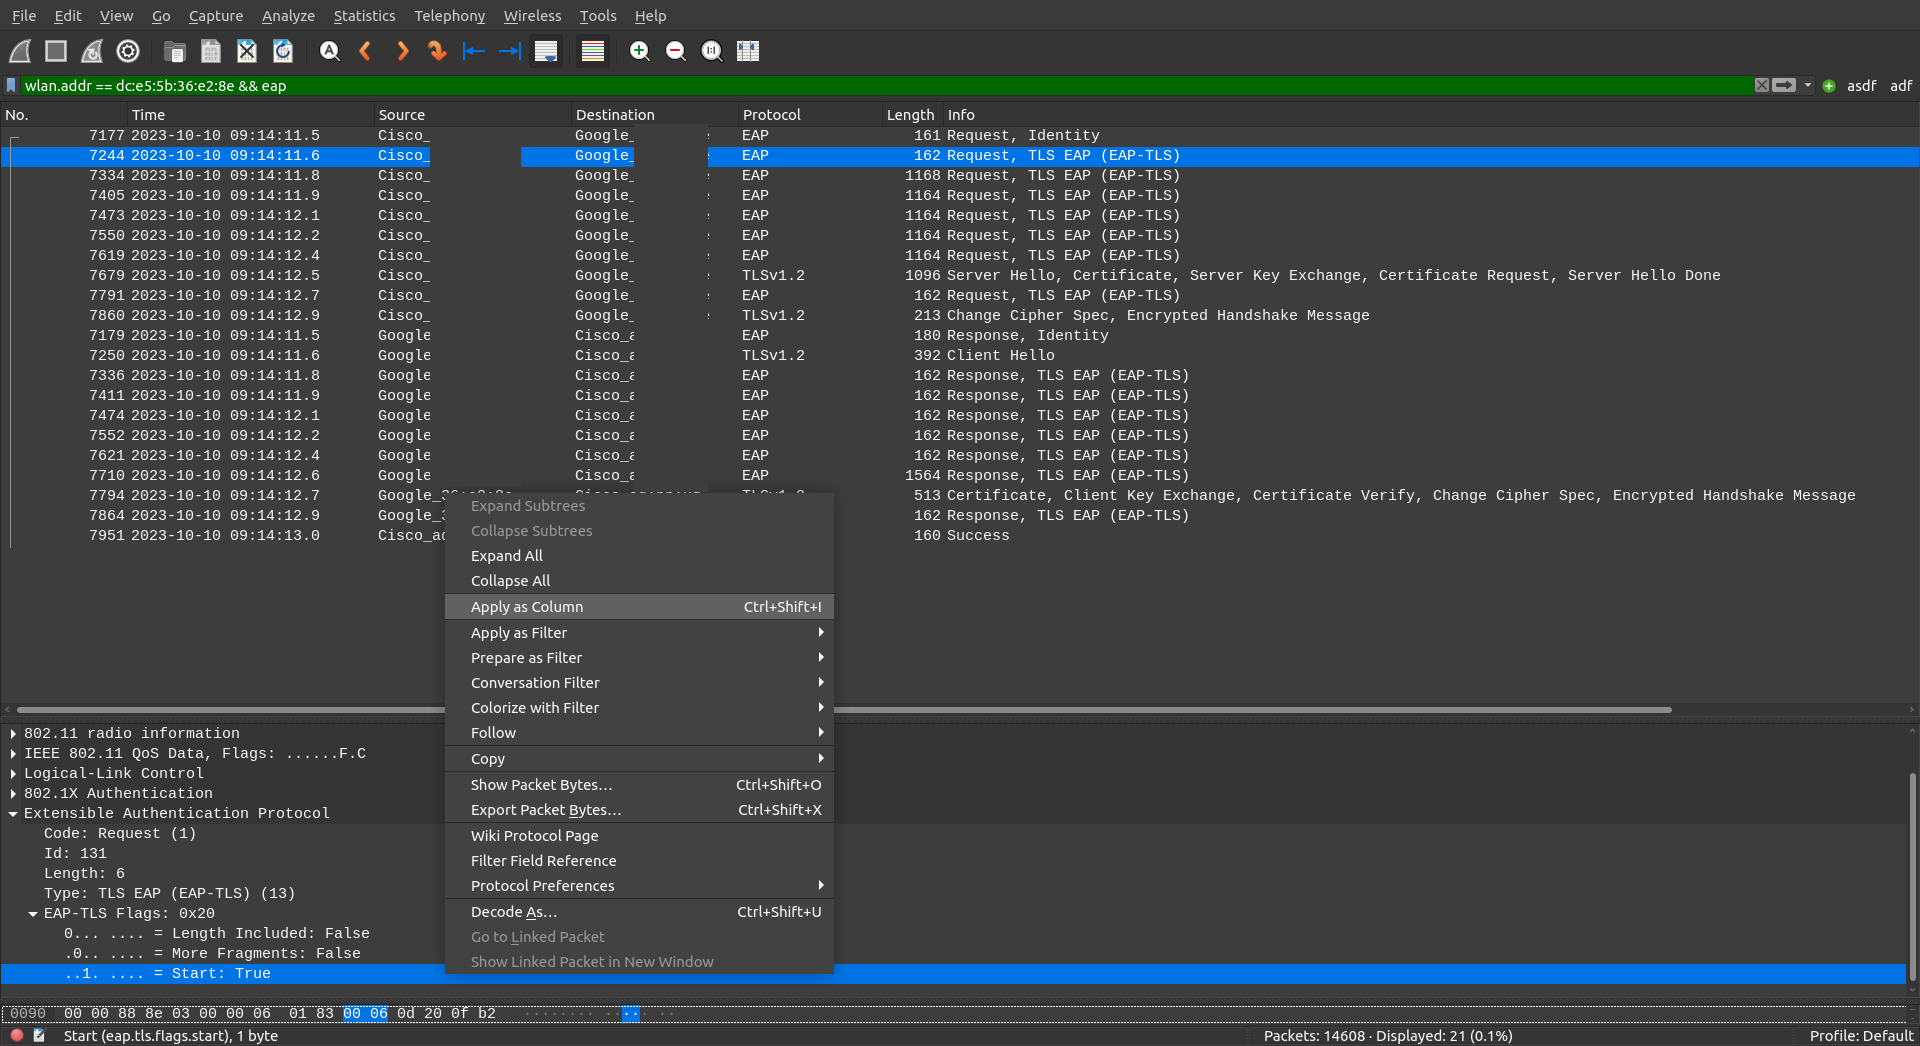 File Edit View Go Capture Analyze Statistics Telephony Wireless Tools Help
wlan.addr == dc:e5:5b:36:e2:8e && eap asdf adf
No. Time Source Destination Protocol Length Info
7177 2023-10-10 09:14:11.5 Cisco_ Google_ EAP 161 Request, Identity
7244 2023-10-10 09:14:11.6 Cisco_ Google_ EAP 162 Request, TLS EAP (EAP-TLS)
7334 2023-10-10 09:14:11.8 Cisco_ Google_ EAP 1168 Request, TLS EAP (EAP-TLS)
7405 2023-10-10 09:14:11.9 Cisco_ Google_ EAP 1164 Request, TLS EAP (EAP-TLS)
7473 2023-10-10 09:14:12.1 Cisco_ Google_ EAP 1164 Request, TLS EAP (EAP-TLS)
7550 2023-10-10 09:14:12.2 Cisco_ Google_ EAP 1164 Request, TLS EAP (EAP-TLS)
7619 2023-10-10 09:14:12.4 Cisco_ Google_ EAP 1164 Request, TLS EAP (EAP-TLS)
7679 2023-10-10 09:14:12.5 Cisco_ Google_ TLSv1.2 1096 Server Hello, Certificate, Server Key Exchange, Certificate Request, Server Hello Done
7791 2023-10-10 09:14:12.7 Cisco_ Google_ EAP 162 Request, TLS EAP (EAP-TLS)
7860 2023-10-10 09:14:12.9 Cisco_ Google_ TLSv1.2 213 Change Cipher Spec, Encrypted Handshake Message
7179 2023-10-10 09:14:11.5 Google Cisco_a EAP 180 Response, Identity
7250 2023-10-10 09:14:11.6 Google Cisco_a TLSv1.2 392 Client Hello
7336 2023-10-10 09:14:11.8 Google Cisco_a EAP 162 Response, TLS EAP (EAP-TLS)
7411 2023-10-10 09:14:11.9 Google Cisco_a EAP 162 Response, TLS EAP (EAP-TLS)
7474 2023-10-10 09:14:12.1 Google Cisco_a EAP 162 Response, TLS EAP (EAP-TLS)
7552 2023-10-10 09:14:12.2 Google Cisco_a EAP 162 Response, TLS EAP (EAP-TLS)
7621 2023-10-10 09:14:12.4 Google Cisco_a EAP 162 Response, TLS EAP (EAP-TLS)
7710 2023-10-10 09:14:12.6 Google Cisco_a EAP 1564 Response, TLS EAP (EAP-TLS)
7794 2023-10-10 09:14:12.7 Google_ 513 Certificate, Client Key Exchange, Certificate Verify, Change Cipher Spec, Encrypted Handshake Message
7864 2023-10-10 09:14:12.9 Google_3 162 Response, TLS EAP (EAP-TLS)
7951 2023-10-10 09:14:13.0 Cisco_a 160 Success
Expand Subtrees
Collapse Subtrees
Expand All
Collapse All
Apply as Column Ctrl+Shift+I
Apply as Filter
Prepare as Filter
Conversation Filter
Colorize with Filter
Follow
Copy
Show Packet Bytes… Ctrl+Shift+O
Export Packet Bytes… Ctrl+Shift+X
Wiki Protocol Page
Filter Field Reference
Protocol Preferences
Decode As… Ctrl+Shift+U
Go to Linked Packet
Show Linked Packet in New Window
802.11 radio information
IEEE 802.11 QoS Data, Flags: ......F.C
Logical-Link Control
802.1X Authentication
Extensible Authentication Protocol
Code: Request (1)
Id: 131
Length: 6
Type: TLS EAP (EAP-TLS) (13)
EAP-TLS Flags: 0x20
0... .... = Length Included: False
.0.. .... = More Fragments: False
..1. .... = Start: True
0090 00 00 88 8e 03 00 00 06 01 83 00 06 0d 20 0f b2 ········ ····· ··
Start (eap.tls.flags.start), 1 byte Packets: 14608 · Displayed: 21 (0.1%) Profile: Default